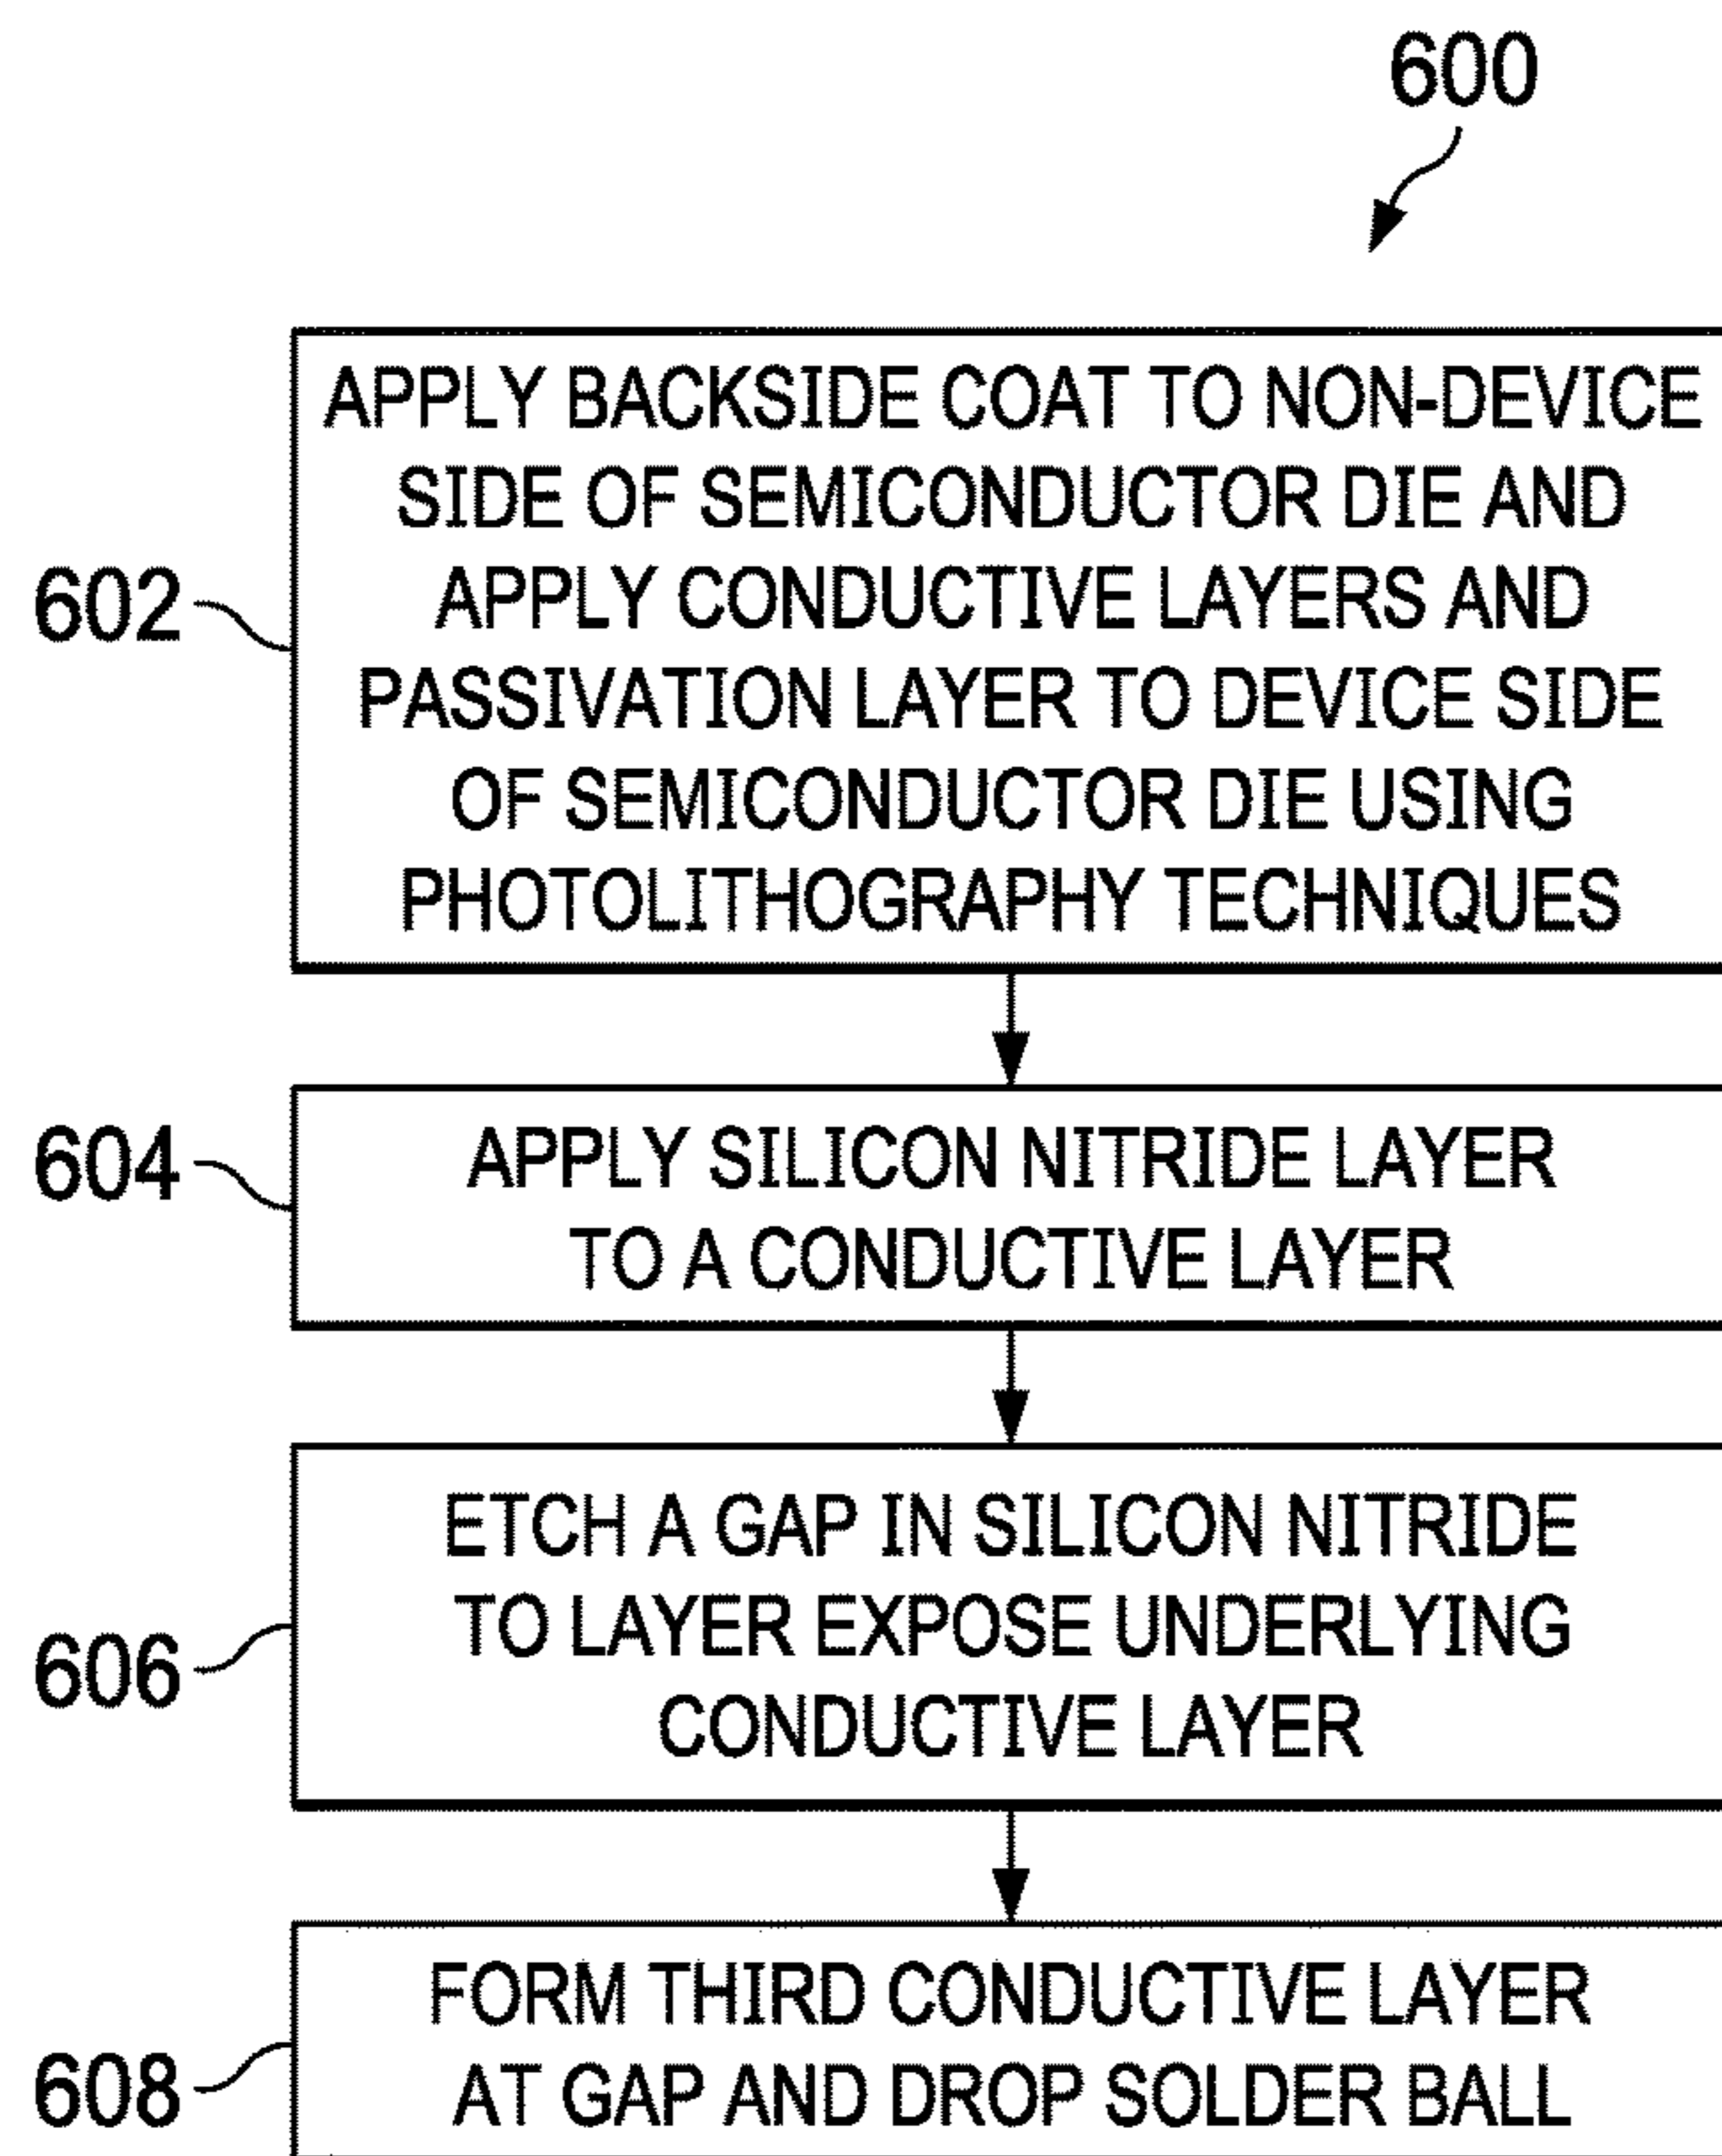 600
602
APPLY BACKSIDE COAT TO NON-DEVICE
SIDE OF SEMICONDUCTOR DIE AND
APPLY CONDUCTIVE LAYERS AND
PASSIVATION LAYER TO DEVICE SIDE
OF SEMICONDUCTOR DIE USING
PHOTOLITHOGRAPHY TECHNIQUES
604
APPLY SILICON NITRIDE LAYER
TO A CONDUCTIVE LAYER
606
ETCH A GAP IN SILICON NITRIDE
TO LAYER EXPOSE UNDERLYING
CONDUCTIVE LAYER
608
FORM THIRD CONDUCTIVE LAYER
AT GAP AND DROP SOLDER BALL